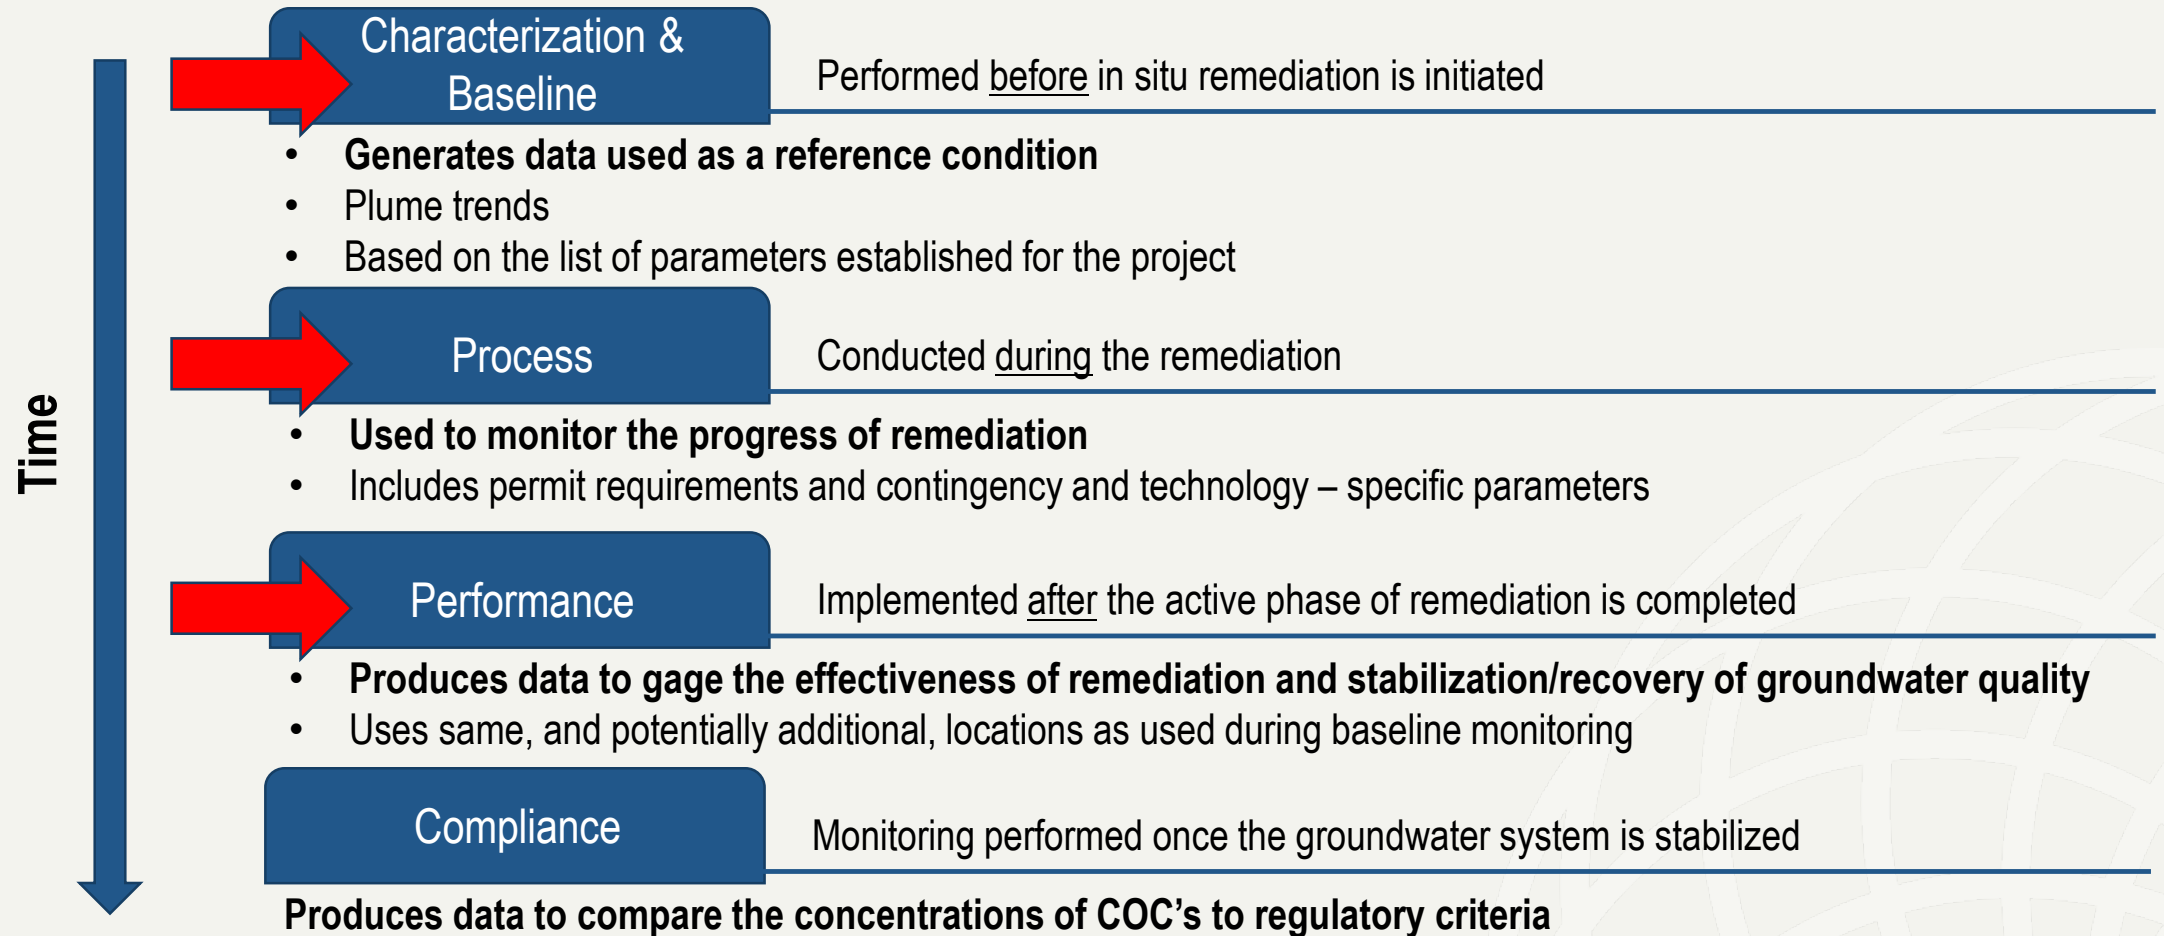 Time
Characterization &
Baseline
Performed before in situ remediation is initiated
• Generates data used as a reference condition
• Plume trends
• Based on the list of parameters established for the project
Process
Conducted during the remediation
• Used to monitor the progress of remediation
• Includes permit requirements and contingency and technology – specific parameters
Performance
Implemented after the active phase of remediation is completed
• Produces data to gage the effectiveness of remediation and stabilization/recovery of groundwater quality
• Uses same, and potentially additional, locations as used during baseline monitoring
Compliance
Monitoring performed once the groundwater system is stabilized
Produces data to compare the concentrations of COC’s to regulatory criteria